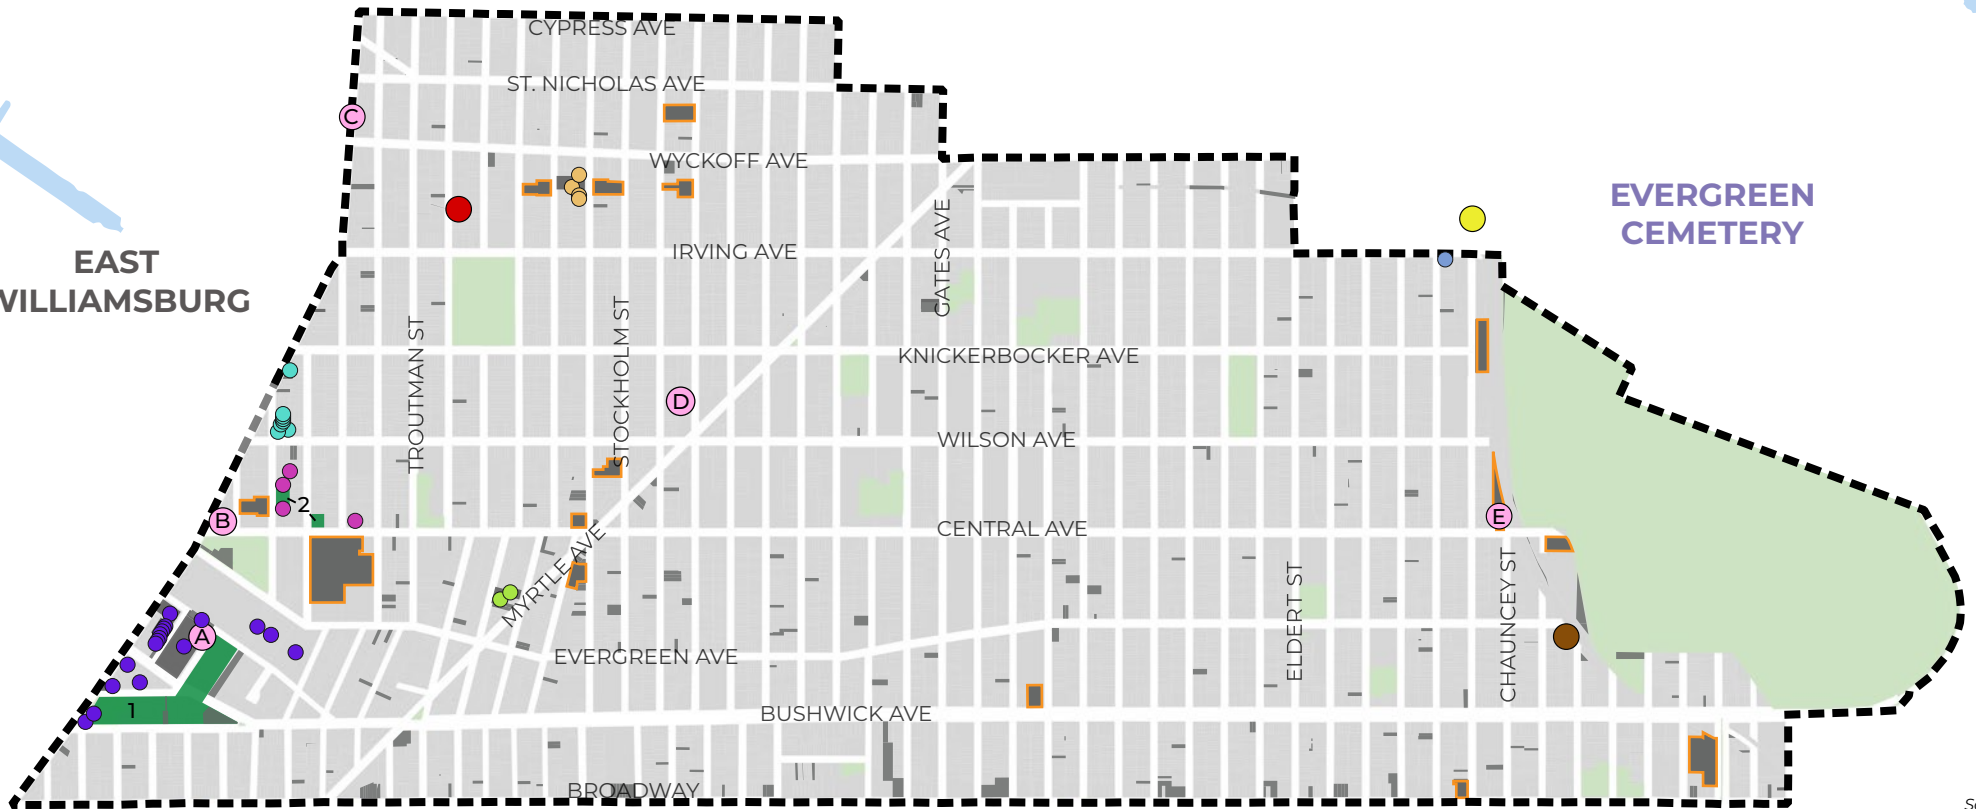 CYPRESS AVE
ST. NICHOLAS AVE
C
WYCKOFF AVE
EVERGREEN
CEMETERY
EAST
WILLIAMSBURG
IRVING AVE
GATES AVE
TROUTMAN ST
STOCKHOLM ST
KNICKERBOCKER AVE
D
WILSON AVE
2
B
E
CENTRAL AVE
MYRTLE AVE
ELDERT ST
CHAUNCEY ST
A
EVERGREEN AVE
1
BUSHWICK AVE
BROADWAY